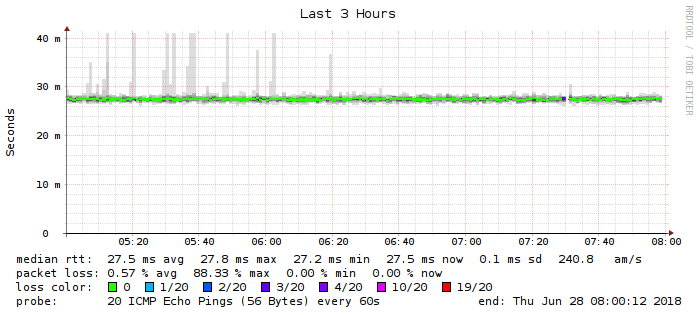 Last 3 Hours
RRDTOOL / TOBI OETIKER
Seconds
40 m
30 m
20 m
10 m
0
05:20 05:40 06:00 06:20 06:40 07:00 07:20 07:40 08:00
median rtt: 27.5 ms avg 27.8 ms max 27.2 ms min 27.5 ms now 0.1 ms sd 240.8 am/s
packet loss: 0.57 % avg 88.33 % max 0.00 % min 0.00 % now
loss color: 0 1/20 2/20 3/20 4/20 10/20 19/20
probe: 20 ICMP Echo Pings (56 Bytes) every 60s end: Thu Jun 28 08:00:12 2018